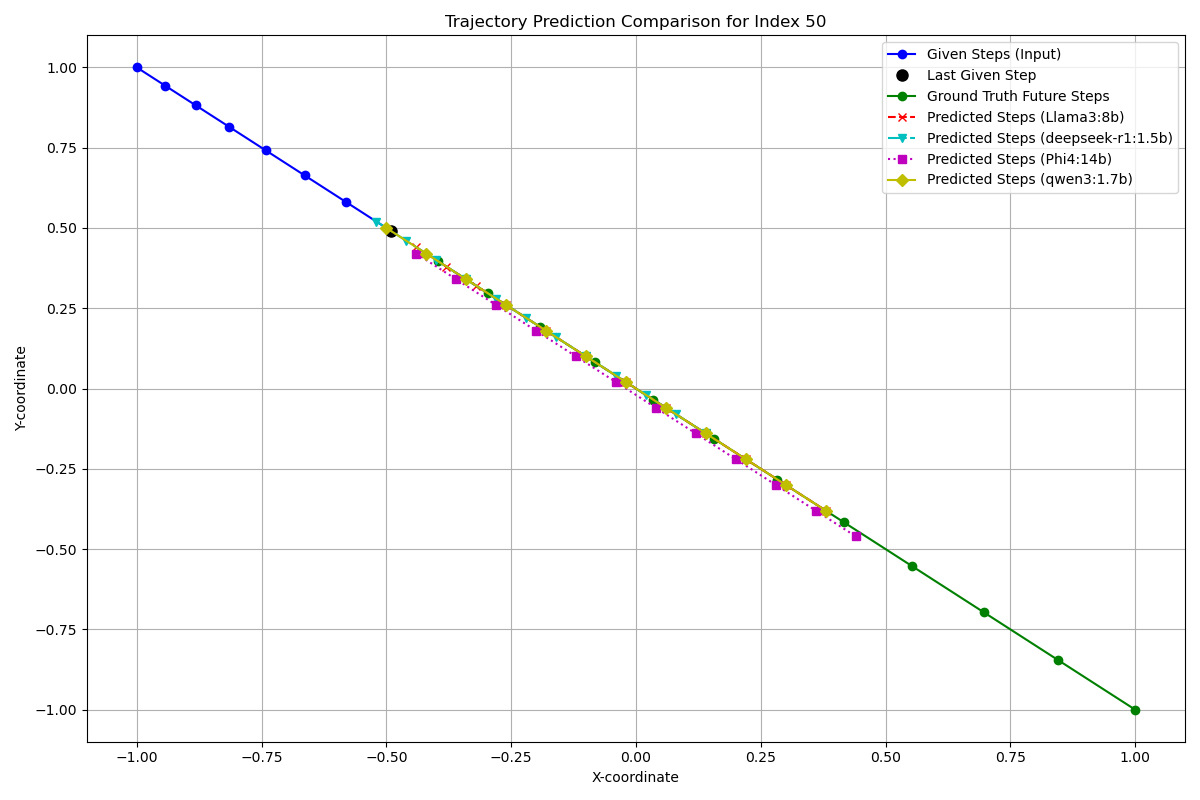 Trajectory Prediction Comparison for Index 50
Given Steps (Input)
Last Given Step
Ground Truth Future Steps
Predicted Steps (Llama3:8b)
Predicted Steps (deepseek-r1:1.5b)
Predicted Steps (Phi4:14b)
Predicted Steps (qwen3:1.7b)
Y-coordinate
1.00
0.75
0.50
0.25
0.00
−0.25
−0.50
−0.75
−1.00
−1.00 −0.75 −0.50 −0.25 0.00 0.25 0.50 0.75 1.00
X-coordinate